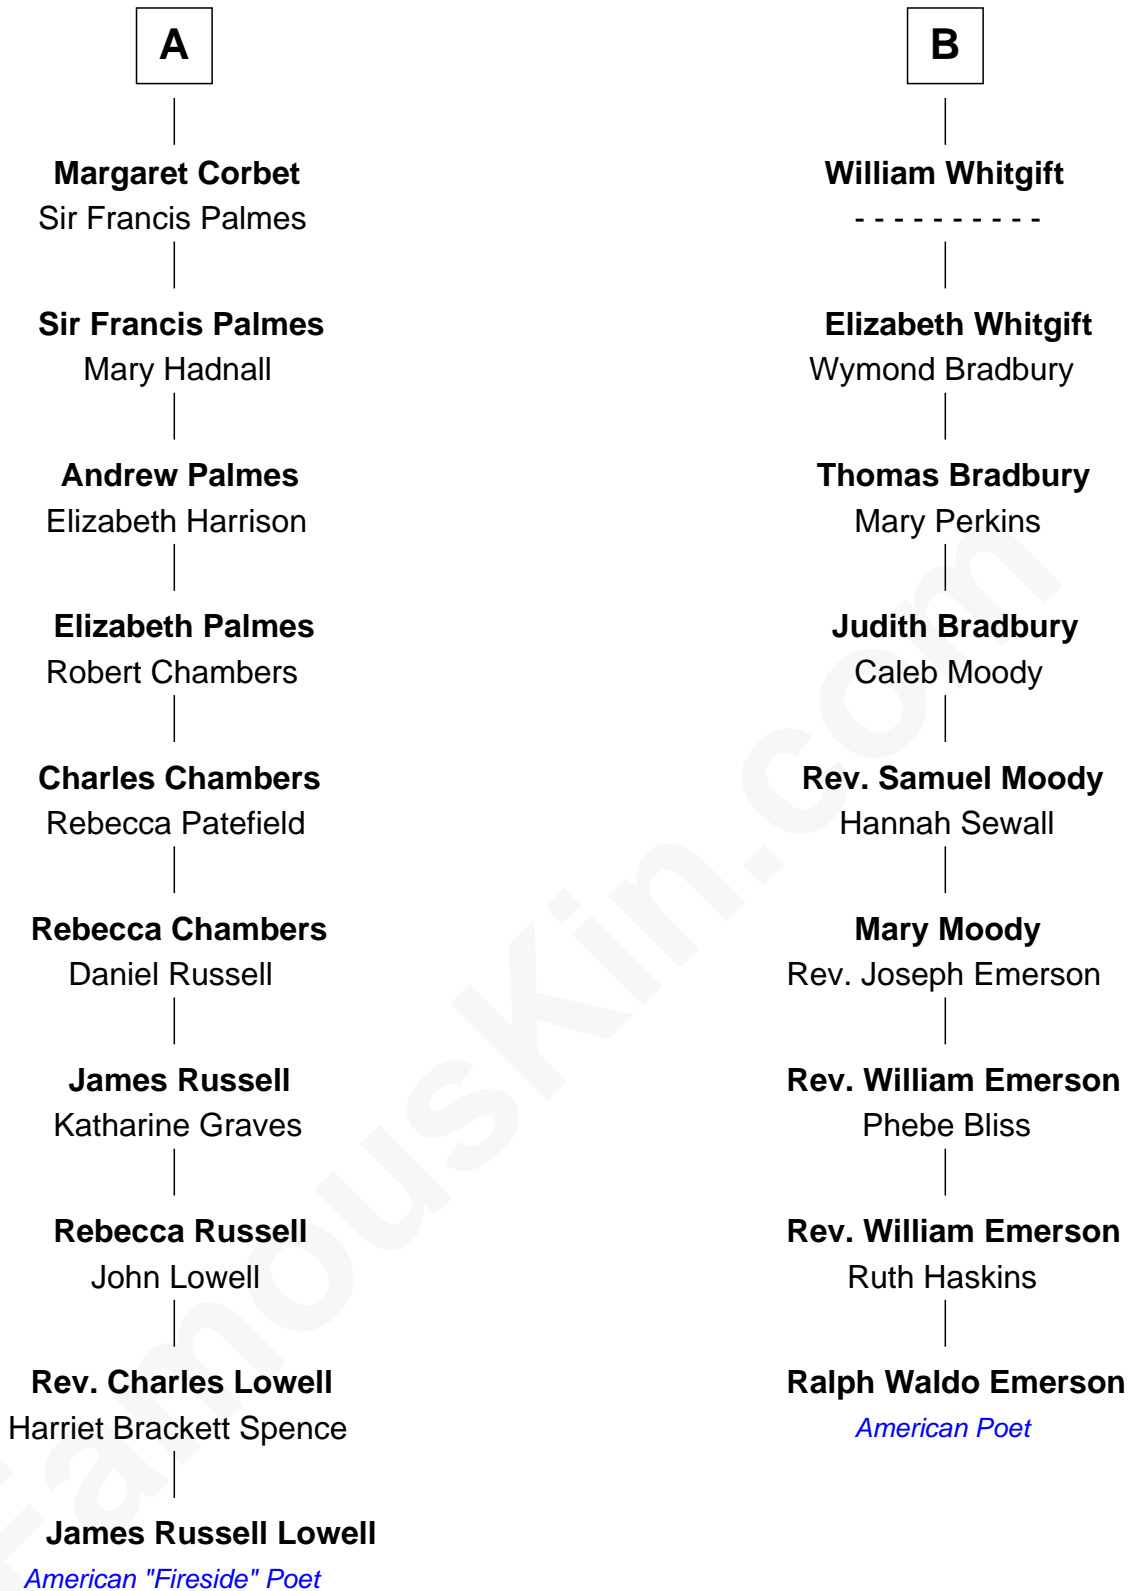 A
Margaret Corbet
Sir Francis Palmes
Sir Francis Palmes
Mary Hadnall
Andrew Palmes
Elizabeth Harrison
Elizabeth Palmes
Robert Chambers
Charles Chambers
Rebecca Patefield
Rebecca Chambers
Daniel Russell
James Russell
Katharine Graves
Rebecca Russell
John Lowell
Rev. Charles Lowell
Harriet Brackett Spence
James Russell Lowell
American "Fireside" Poet
B
William Whitgift
- - - - - - - - - -
Elizabeth Whitgift
Wymond Bradbury
Thomas Bradbury
Mary Perkins
Judith Bradbury
Caleb Moody
Rev. Samuel Moody
Hannah Sewall
Mary Moody
Rev. Joseph Emerson
Rev. William Emerson
Phebe Bliss
Rev. William Emerson
Ruth Haskins
Ralph Waldo Emerson
American Poet
FamousKin.com